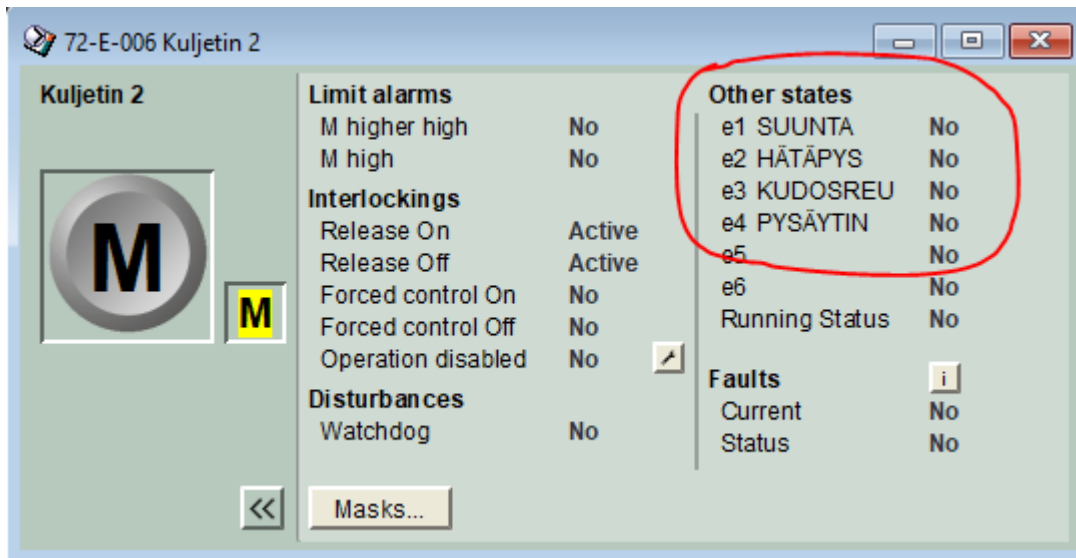 72-E-006 Kuljetin 2
Kuljetin 2
M
M
Limit alarms
M higher high No
M high No
Interlockings
Release On Active
Release Off Active
Forced control On No
Forced control Off No
Operation disabled No
Disturbances
Watchdog No
Masks...
Other states
e1 SUUNTA No
e2 HÄTÄPYS No
e3 KUDOSREU No
e4 PYSÄYTIN No
e5 No
e6 No
Running Status No
Faults i
Current No
Status No